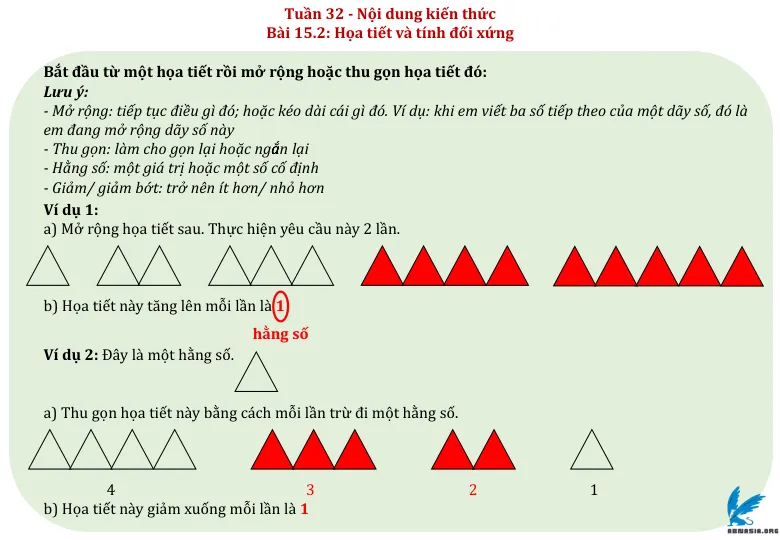 Tuần 32 - Nội dung kiến thức
Bài 15.2: Họa tiết và tính đối xứng
Bắt đầu từ một họa tiết rồi mở rộng hoặc thu gọn họa tiết đó:
Lưu ý:
- Mở rộng: tiếp tục điều gì đó; hoặc kéo dài cái gì đó. Ví dụ: khi em viết ba số tiếp theo của một dãy số, đó là
em đang mở rộng dãy số này
- Thu gọn: làm cho gọn lại hoặc ngắn lại
- Hằng số: một giá trị hoặc một số cố định
- Giảm/ giảm bớt: trở nên ít hơn/ nhỏ hơn
Ví dụ 1:
a) Mở rộng họa tiết sau. Thực hiện yêu cầu này 2 lần.
b) Họa tiết này tăng lên mỗi lần là 1
hằng số
Ví dụ 2: Đây là một hằng số.
a) Thu gọn họa tiết này bằng cách mỗi lần trừ đi một hằng số.
4 3 2 1
b) Họa tiết này giảm xuống mỗi lần là 1
ABMASIA.ORG